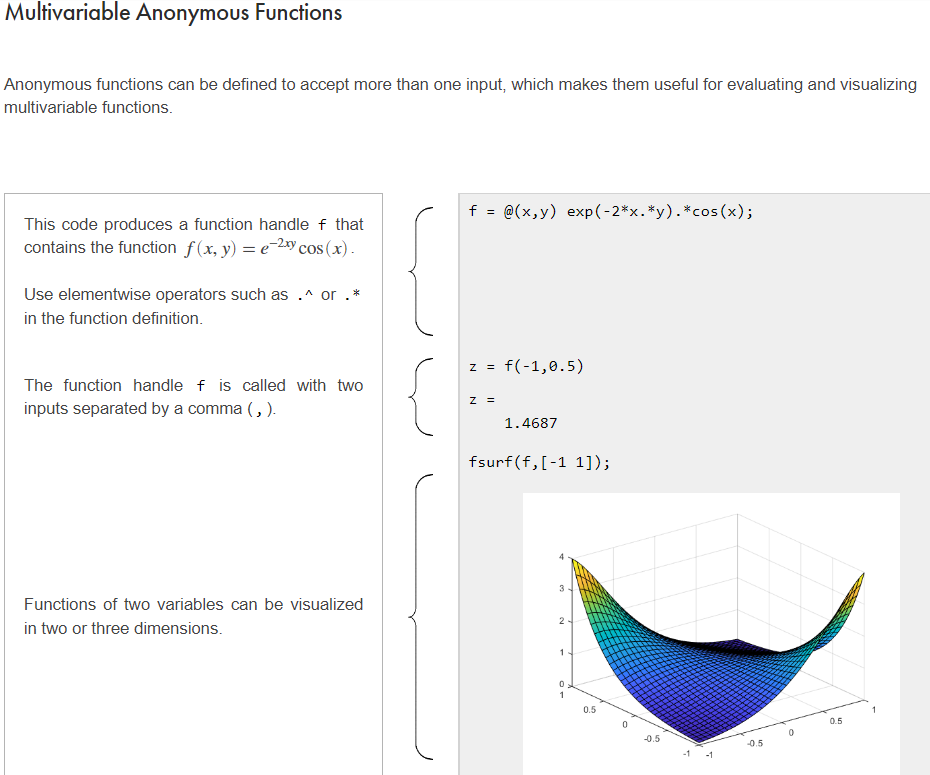 Multivariable Anonymous Functions
Anonymous functions can be defined to accept more than one input, which makes them useful for evaluating and visualizing
multivariable functions.
This code produces a function handle f that
contains the function f(x, y) = e^{-2xy} cos(x).
Use elementwise operators such as .^ or .*
in the function definition.
f = @(x,y) exp(-2*x.*y).*cos(x);
The function handle f is called with two
inputs separated by a comma (,).
z = f(-1,0.5)
z =
1.4687
Functions of two variables can be visualized
in two or three dimensions.
fsurf(f,[-1 1]);
4
3
2
1
0
1
0.5
0
-0.5
-1
-1
-0.5
0
0.5
1